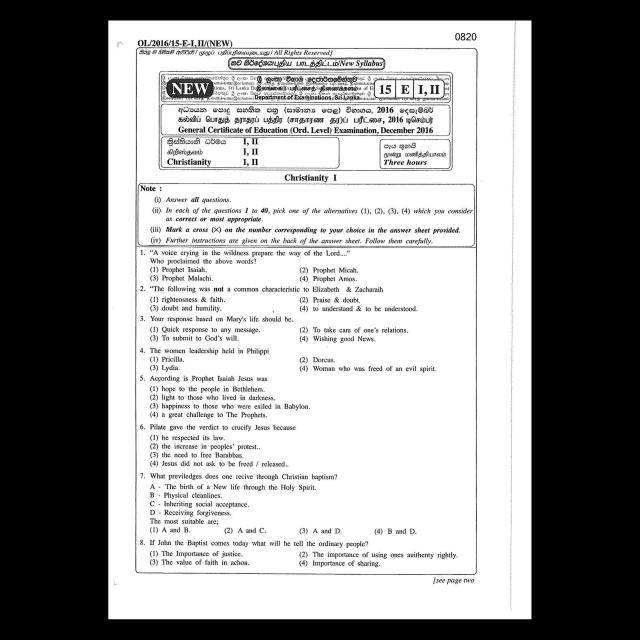 0820
OL/2016/15-E-I, II/(NEW)
සියලු ම හිමිකම් ඇවිරිණි / முழுப் பதிப்புரிமையுடையது / All Rights Reserved]
නව නිර්දේශය/புதிய பாடத்திட்டம்/New Syllabus
NEW
ශ්‍රී ලංකා විභාග දෙපාර්තමේන්තුව
இலங்கைப் பரீட்சைத் திணைக்களம்
Department of Examinations, Sri Lanka
15 E I, II
අධ්‍යයන පොදු සහතික පත්‍ර (සාමාන්‍ය පෙළ) විභාගය, 2016 දෙසැම්බර්
கல்விப் பொதுத் தராதரப் பத்திர (சாதாரண தர)ப் பரீட்சை, 2016 டிசெம்பர்
General Certificate of Education (Ord. Level) Examination, December 2016
ක්‍රිස්තියානි ධර්මය I, II
கிறிஸ்தவம் I, II
Christianity I, II
පැය තුනයි
மூன்று மணித்தியாலம்
Three hours
Christianity I
Note :
(i) Answer all questions.
(ii) In each of the questions 1 to 40, pick one of the alternatives (1), (2), (3), (4) which you consider
as correct or most appropriate.
(iii) Mark a cross (X) on the number corresponding to your choice in the answer sheet provided.
(iv) Further instructions are given on the back of the answer sheet. Follow them carefully.
1. "A voice crying in the wildness prepare the way of the Lord...."
Who proclaimed the above words?
(1) Prophet Isaiah. (2) Prophet Micah.
(3) Prophet Malachi. (4) Prophet Amos.
2. "The following was not a common characteristic to Elizabeth & Zacharaih
(1) righteousness & faith. (2) Praise & doubt.
(3) doubt and humility. (4) to understand & to be understood.
3. Your response based on Mary's life should be.
(1) Quick response to any message. (2) To take care of one's relations.
(3) To submit to God's will. (4) Wishing good News.
4. The women leadership held in Philippi
(1) Pricilla. (2) Dorcus.
(3) Lydia. (4) Woman who was freed of an evil spirit.
5. According is Prophet Isaiah Jesus was
(1) hope to the people in Bethlehem.
(2) light to those who lived in darkness.
(3) happiness to those who were exiled in Babylon.
(4) a great challenge to The Prophets.
6. Pilate gave the verdict to crucify Jesus because
(1) he respected its law.
(2) the increase in peoples' protest..
(3) the need to free Barabbas.
(4) Jesus did not ask to be freed / released..
7. What previledges does one recive through Christian baptism?
A - The birth of a New life through the Holy Spirit.
B - Physical cleanlines.
C - Inheriting social acceptance.
D - Receiving forgiveness.
The most suitable are;
(1) A and B. (2) A and C. (3) A and D. (4) B and D.
8. If John the Baptist comes today what will he tell the ordinary people?
(1) The Importance of justice. (2) The importance of using ones auithenty rightly.
(3) The value of faith in achon. (4) Importance of sharing.
[see page two